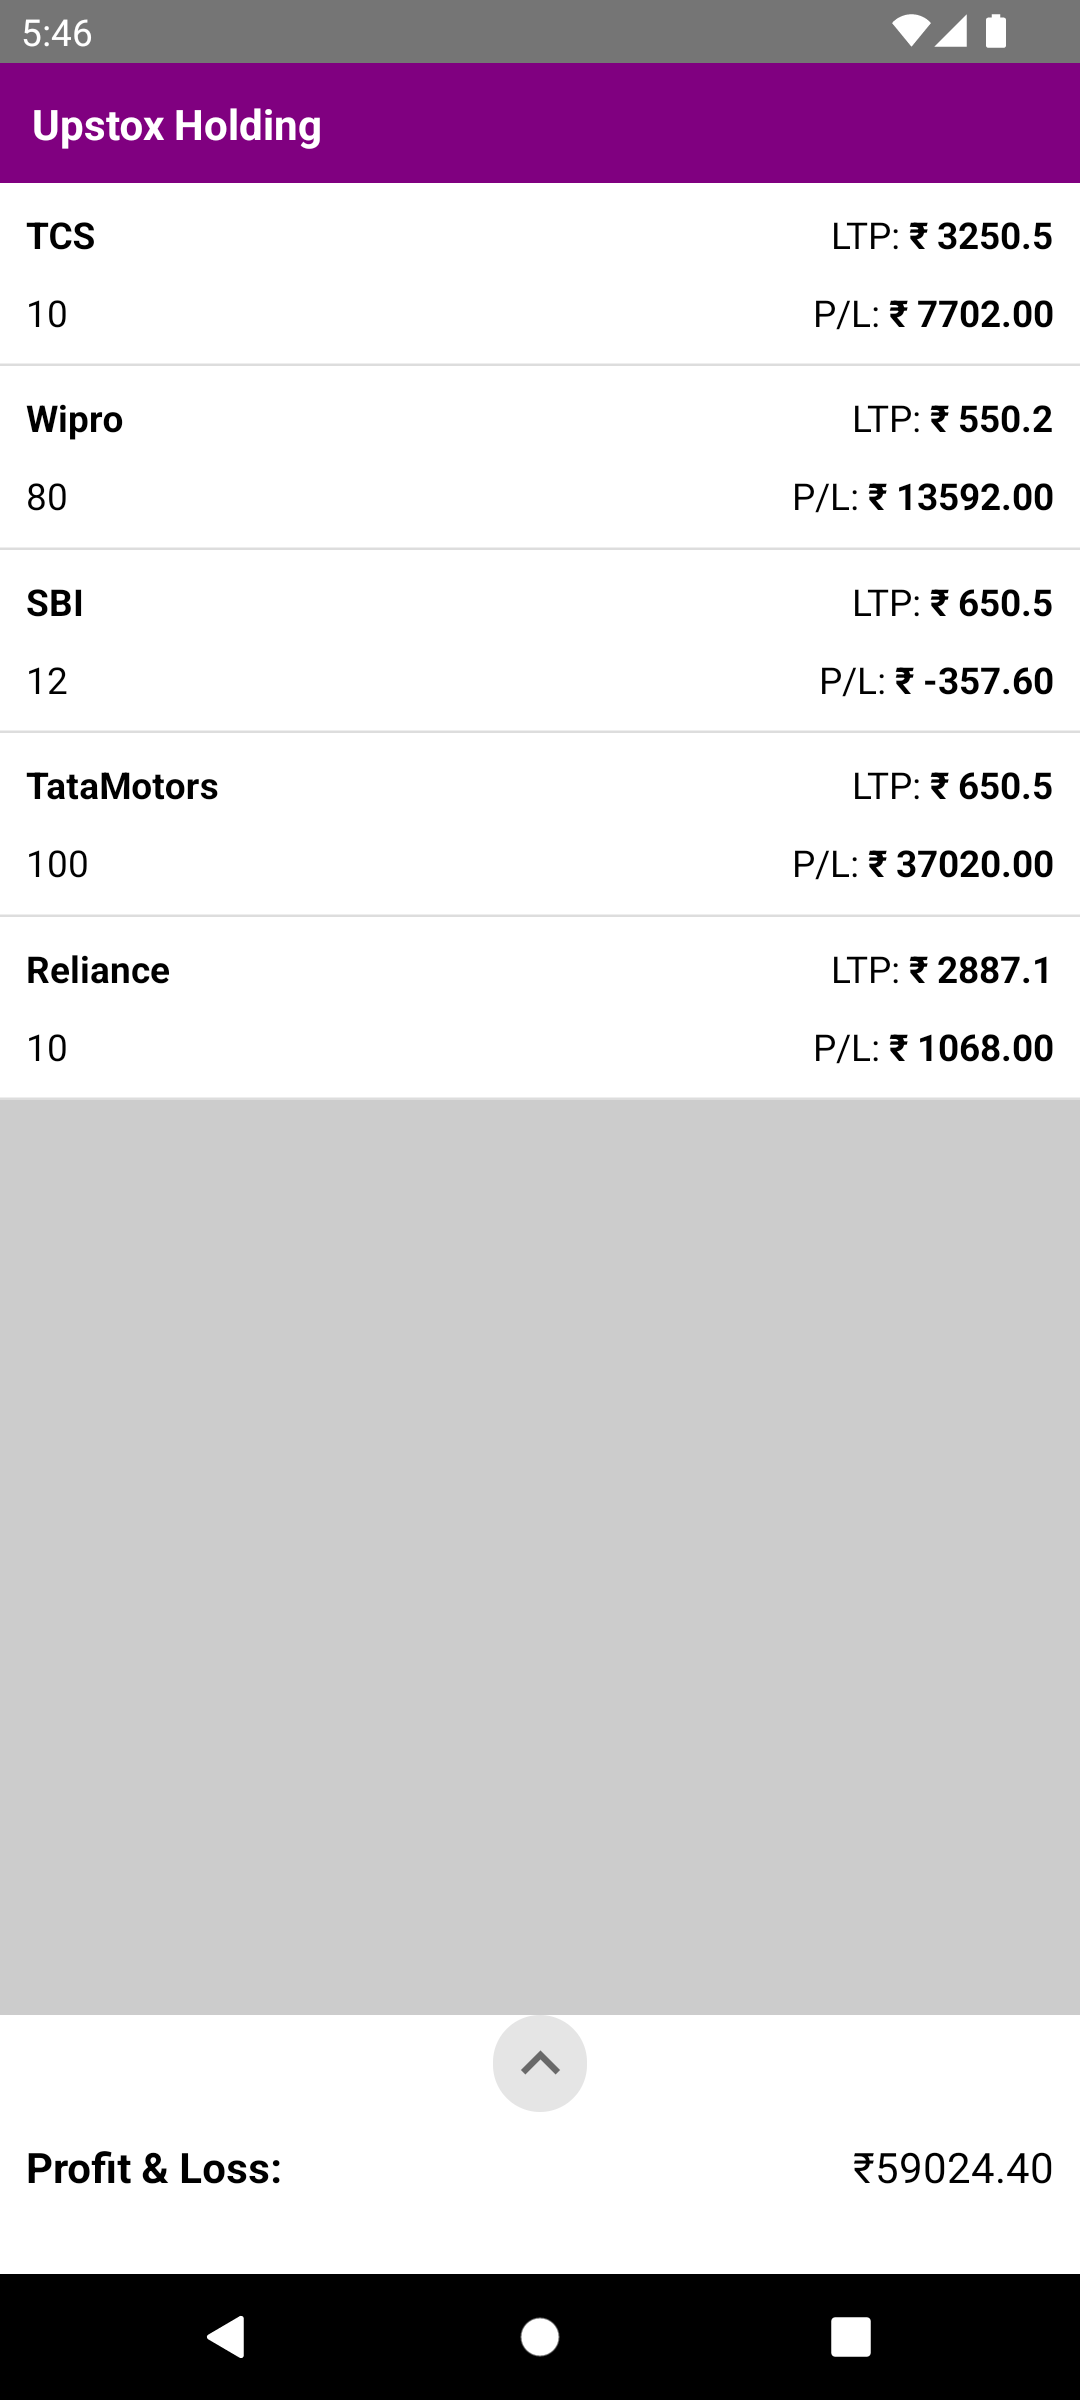 5:46
Upstox Holding
TCS LTP: ₹ 3250.5
10 P/L: ₹ 7702.00
Wipro LTP: ₹ 550.2
80 P/L: ₹ 13592.00
SBI LTP: ₹ 650.5
12 P/L: ₹ -357.60
TataMotors LTP: ₹ 650.5
100 P/L: ₹ 37020.00
Reliance LTP: ₹ 2887.1
10 P/L: ₹ 1068.00
Profit & Loss: ₹59024.40